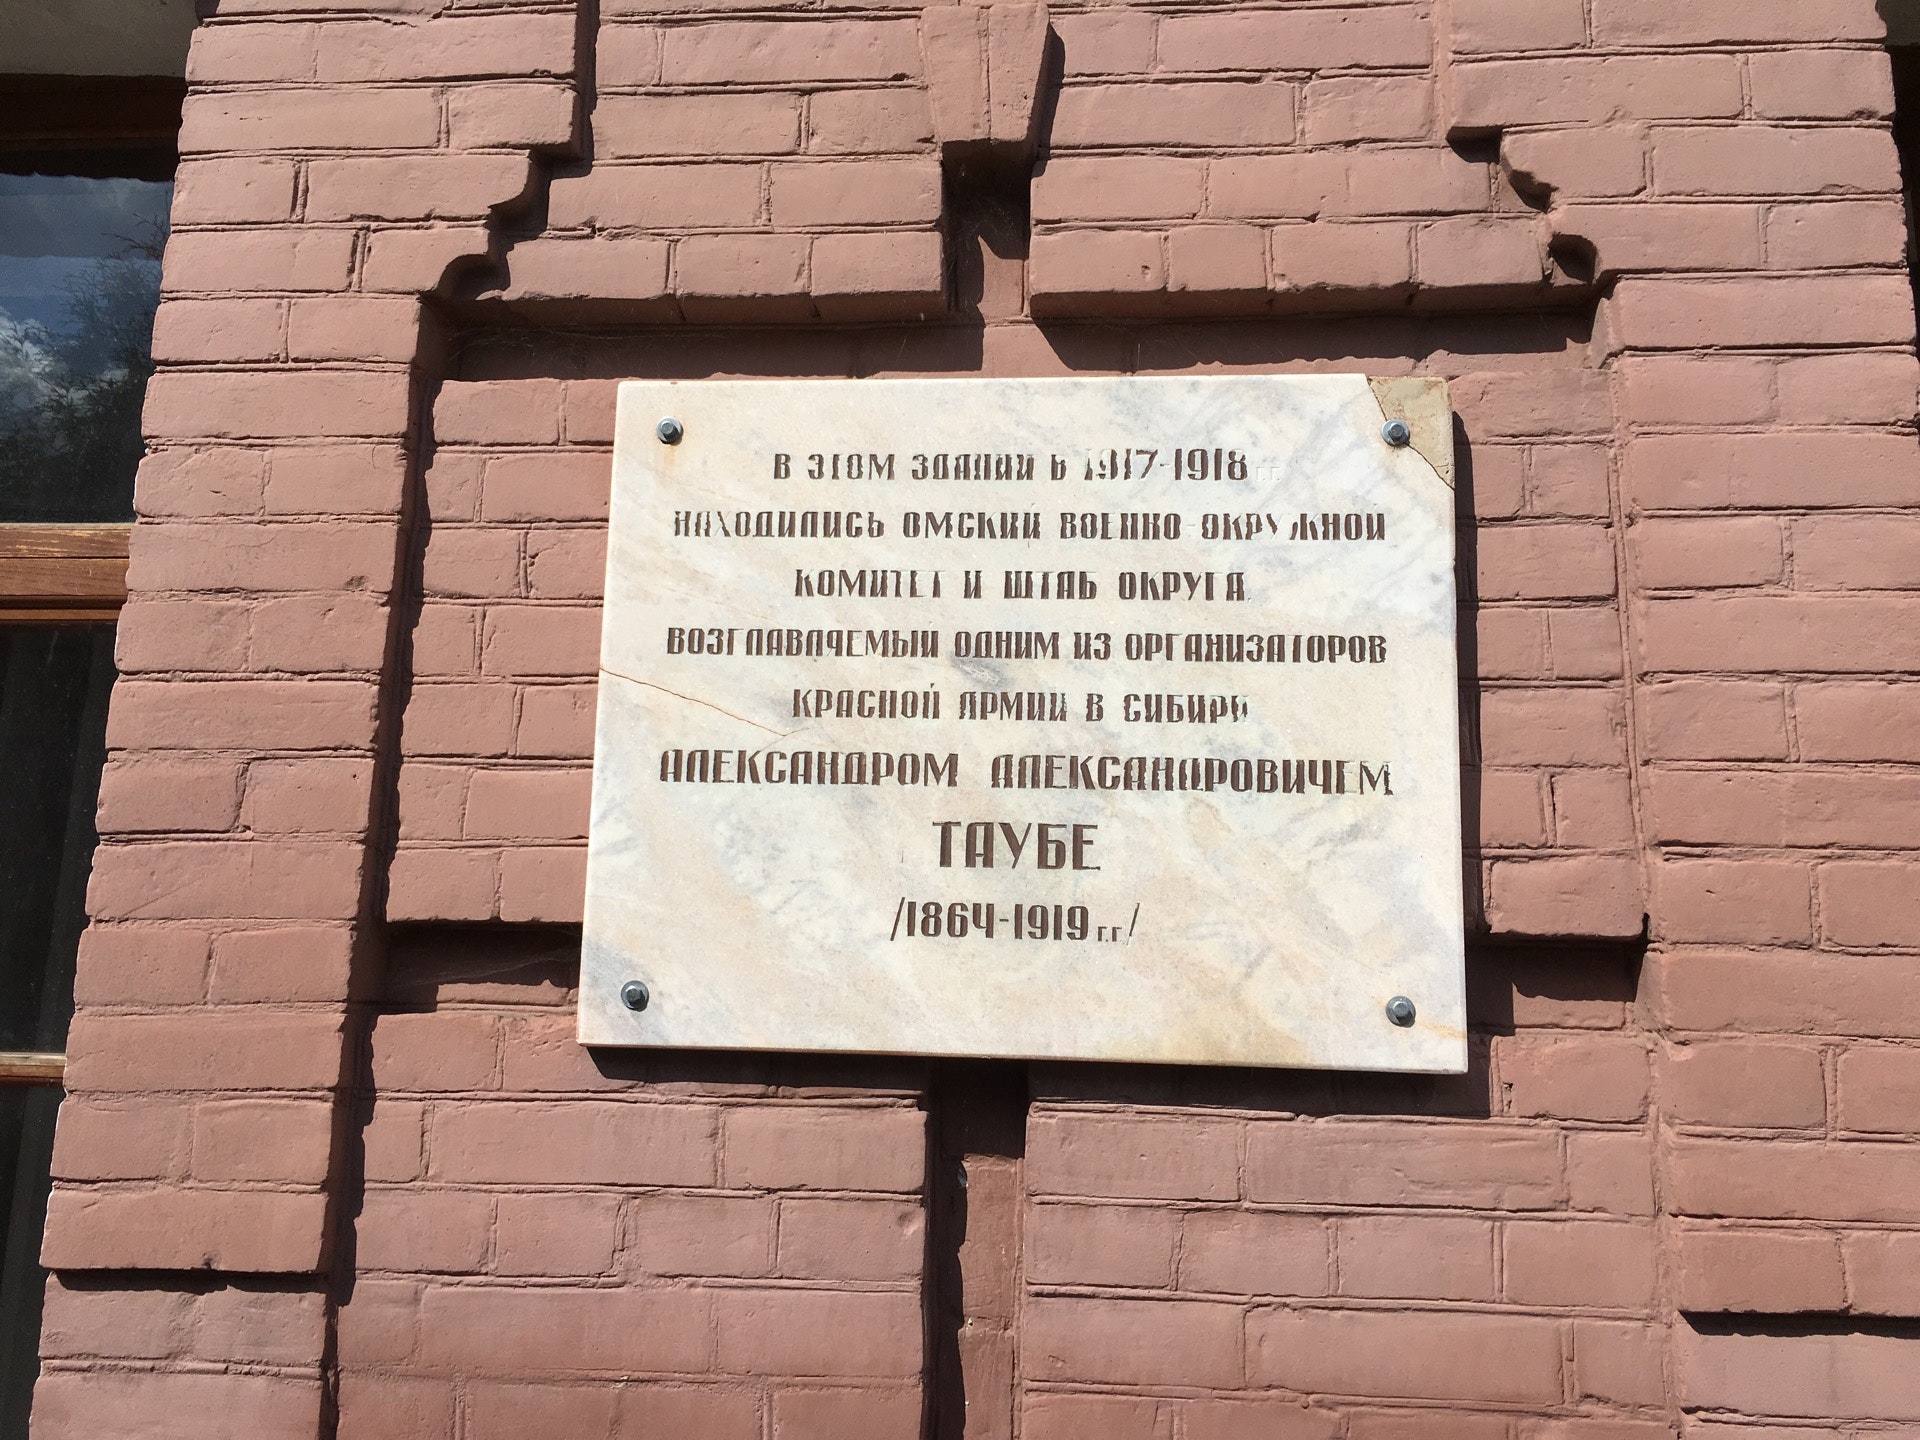 В ЭТОМ ЗДАНИИ В 1917-1918 г.г.
НАХОДИЛИСЬ ОМСКИЙ ВОЕННО-ОКРУЖНОЙ
КОМИТЕТ И ШТАБ ОКРУГА,
ВОЗГЛАВЛЯЕМЫЙ ОДНИМ ИЗ ОРГАНИЗАТОРОВ
КРАСНОЙ АРМИИ В СИБИРИ
АЛЕКСАНДРОМ АЛЕКСАНДРОВИЧЕМ
ТАУБЕ
/1864-1919 г.г./